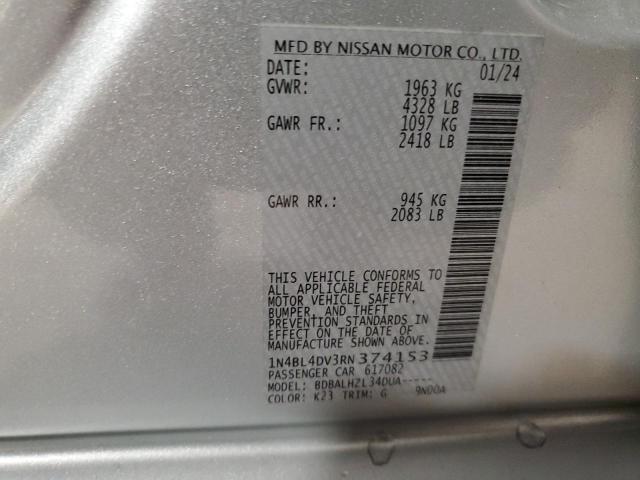 MFD BY NISSAN MOTOR CO., LTD.
DATE: 01/24
GVWR: 1963 KG
4328 LB
GAWR FR.: 1097 KG
2418 LB
GAWR RR.: 945 KG
2083 LB
THIS VEHICLE CONFORMS TO
ALL APPLICABLE FEDERAL
MOTOR VEHICLE SAFETY,
BUMPER, AND THEFT
PREVENTION STANDARDS IN
EFFECT ON THE DATE OF
MANUFACTURE SHOWN ABOVE.
1N4BL4DV3RN374153
PASSENGER CAR 617082
MODEL: BDBALHZL34DUA-----
COLOR: K23 TRIM: G 9NDOA